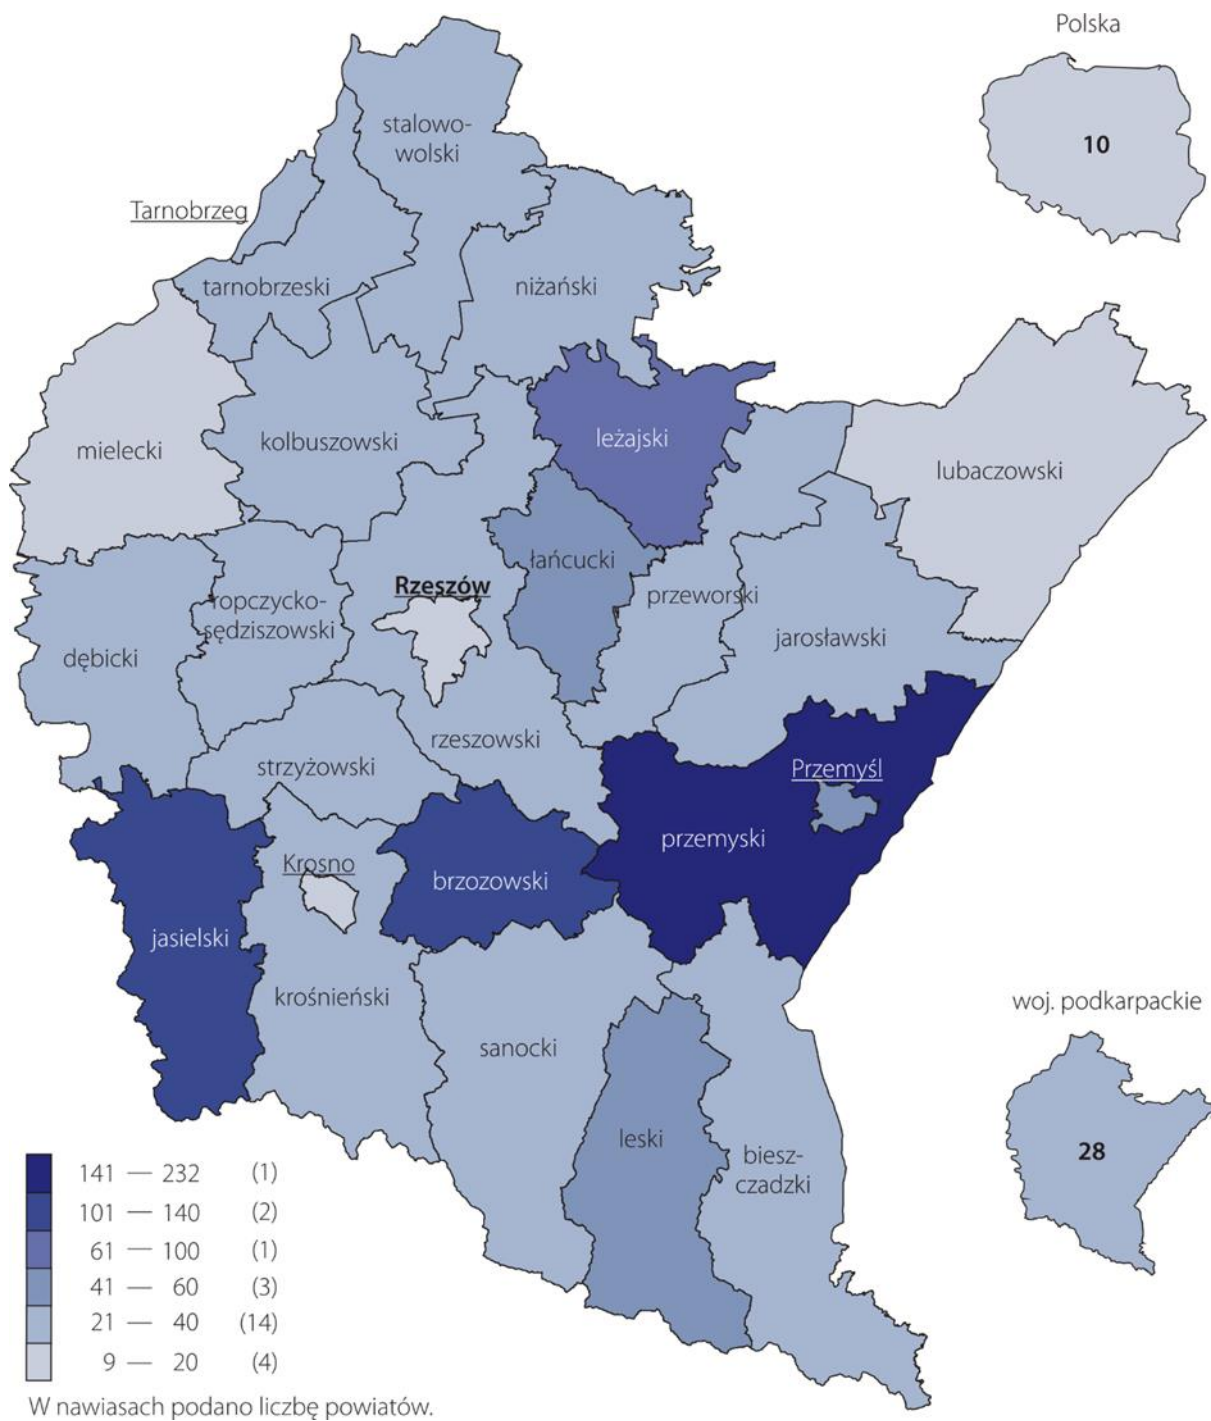 Polska
10
stalowo-
wolski
Tarnobrzeg
tarnobrzeski
niżański
mielecki
kolbuszowski
leżajski
lubaczowski
łańcucki
Rzeszów
ropczycko-
sędziszowski
przeworski
jarosławski
dębicki
rzeszowski
strzyżowski
Przemyśl
przemyski
Krosno
brzozowski
jasielski
krośnieński
sanocki
woj. podkarpackie
28
leski
biesz-
czadzki
141 — 232 (1)
101 — 140 (2)
61 — 100 (1)
41 — 60 (3)
21 — 40 (14)
9 — 20 (4)
W nawiasach podano liczbę powiatów.